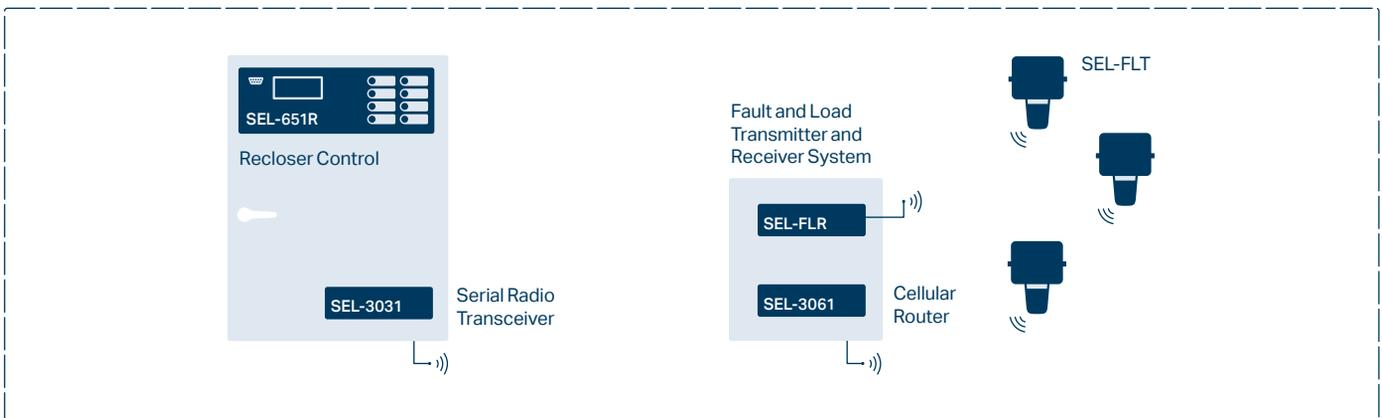 SEL-651R
Recloser Control
SEL-3031
Serial Radio
Transceiver
Fault and Load
Transmitter and
Receiver System
SEL-FLR
SEL-3061
Cellular
Router
SEL-FLT